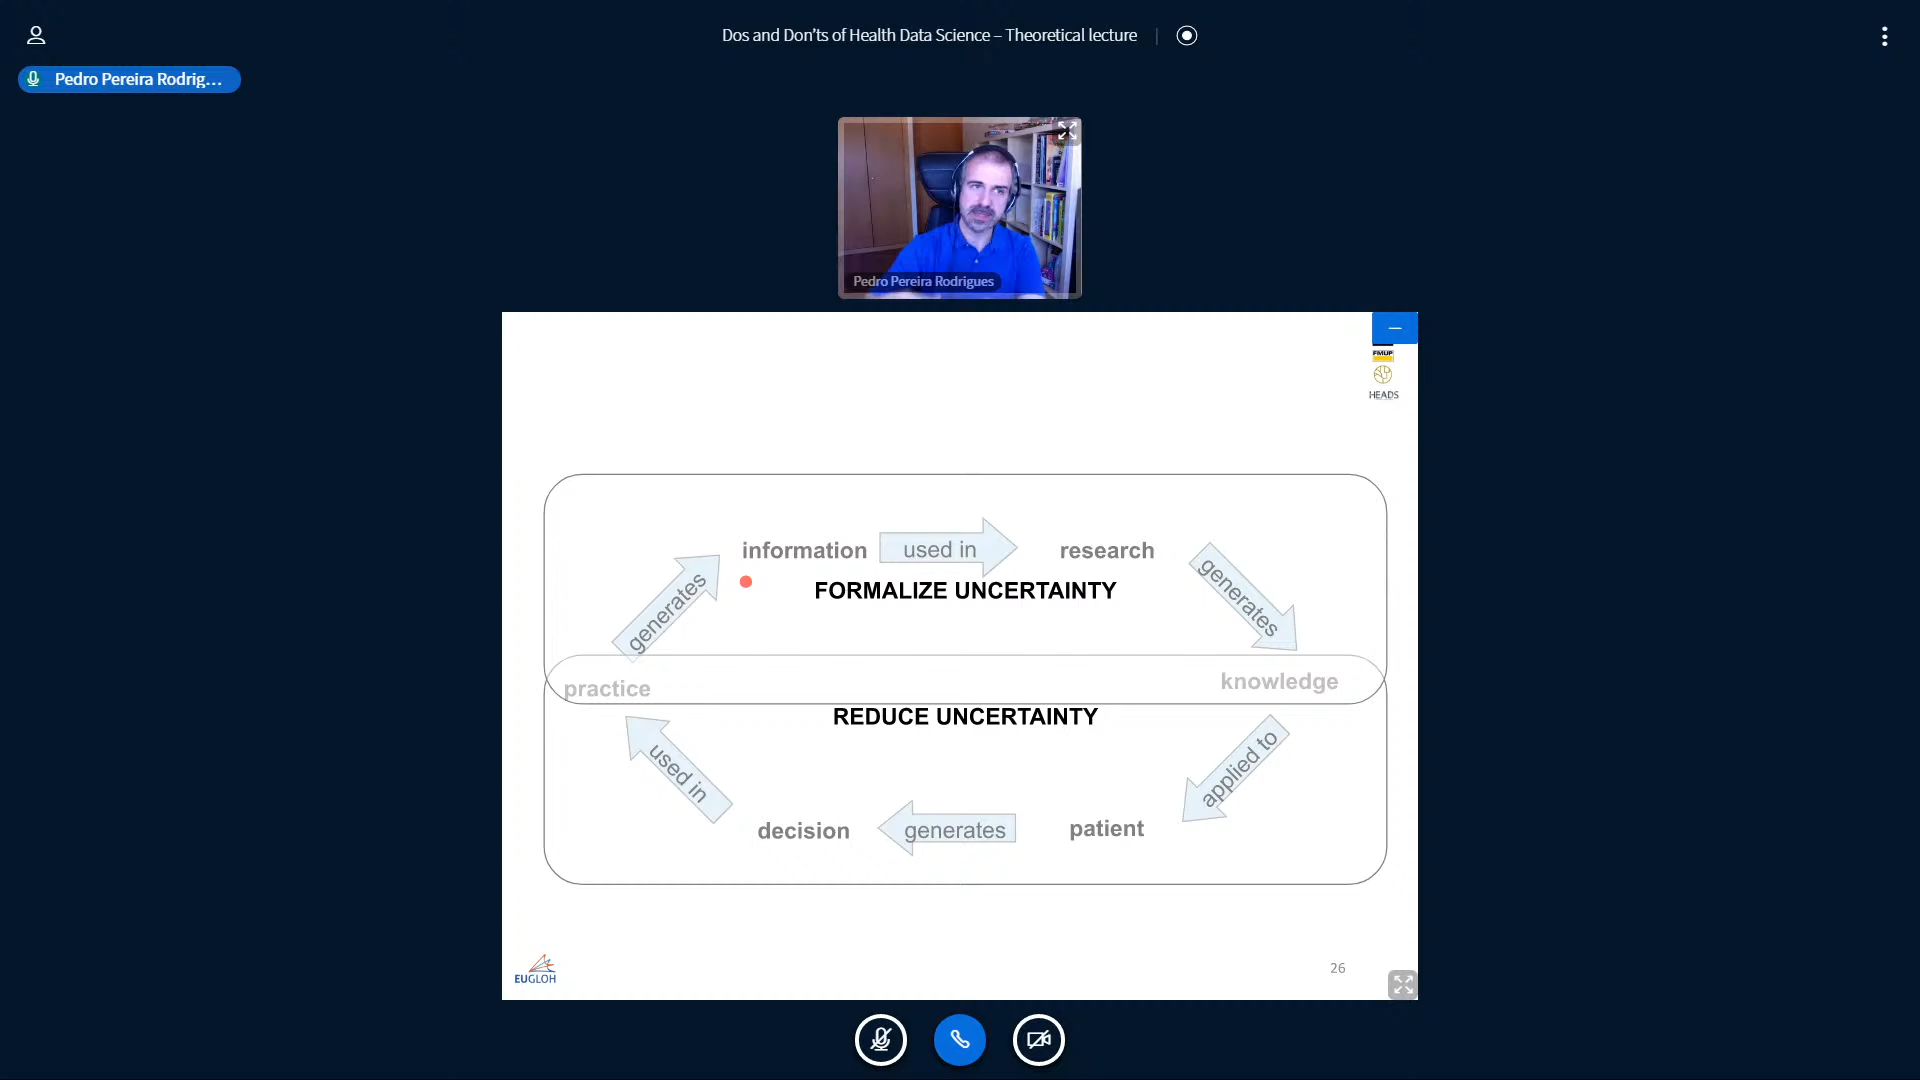 Dos and Don'ts of Health Data Science – Theoretical lecture
Pedro Pereira Rodrig...
Pedro Pereira Rodrigues
FMUP
HEADS
information used in research
generates
generates
FORMALIZE UNCERTAINTY
practice
knowledge
REDUCE UNCERTAINTY
used in
applied to
decision generates patient
EUGLOH
26